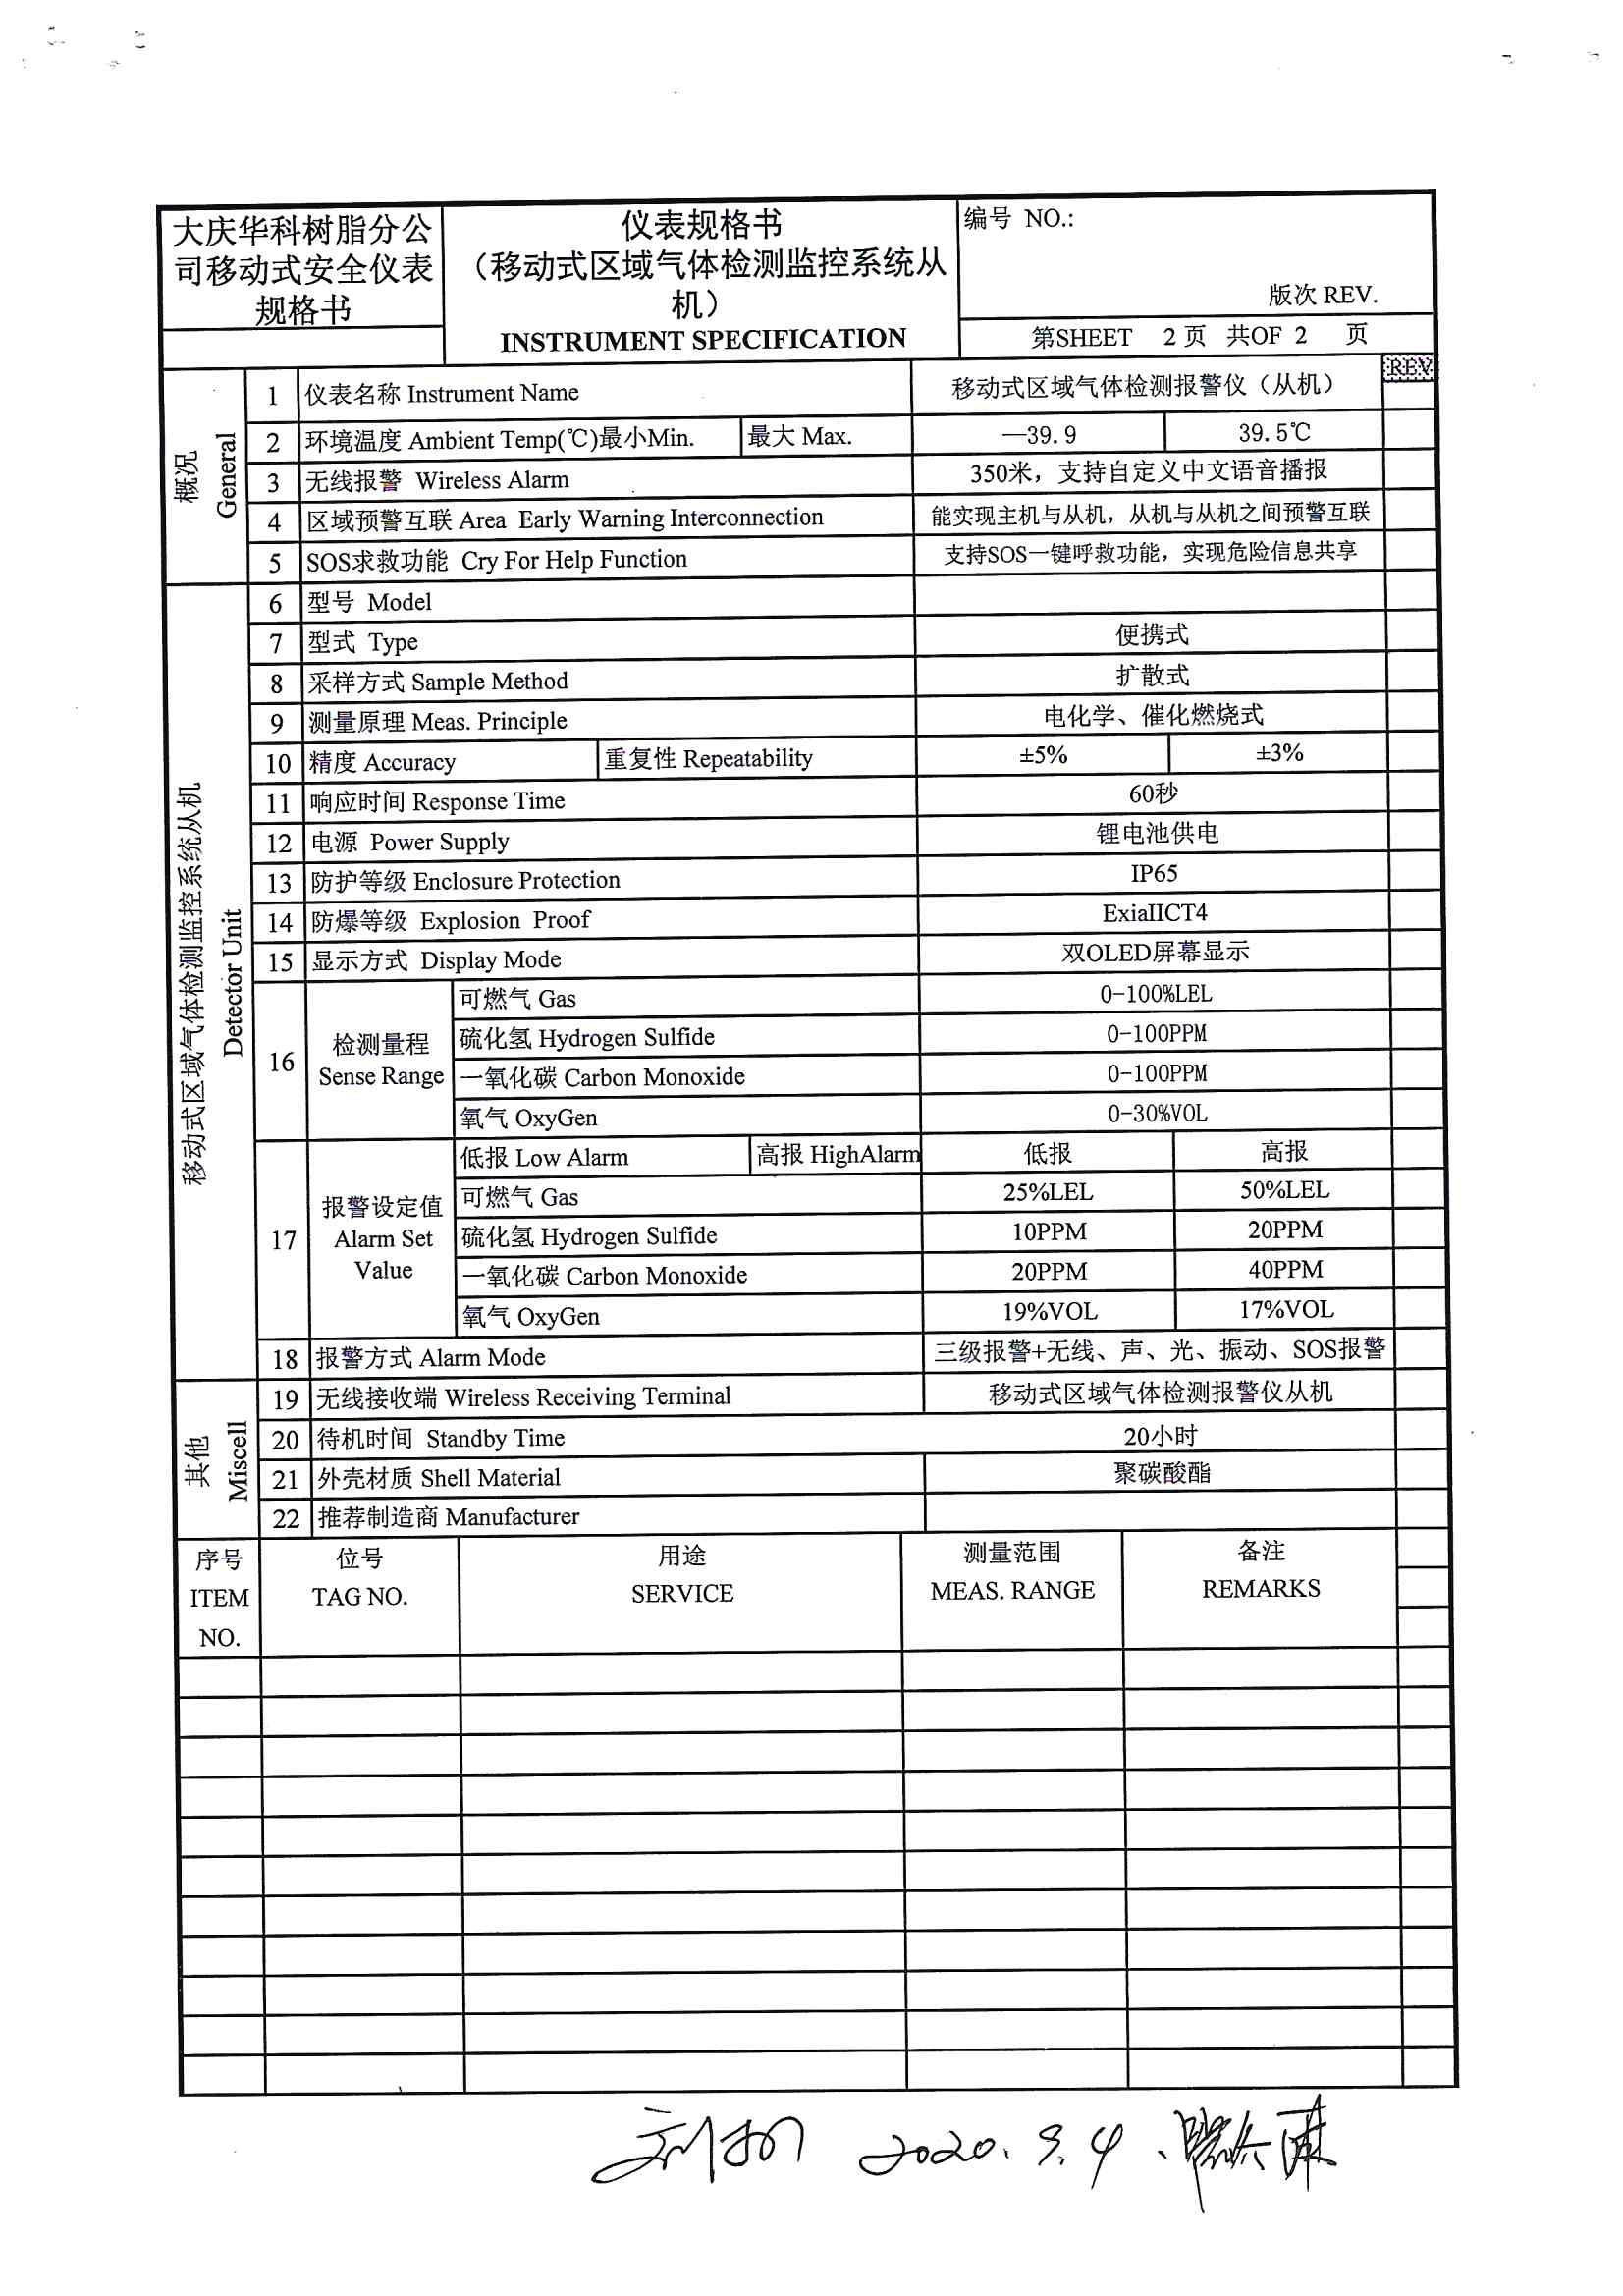 大庆华科树脂分公
司移动式安全仪表
规格书
仪表规格书
（移动式区域气体检测监控系统从
机）
INSTRUMENT SPECIFICATION
编号 NO.:
版次 REV.
第SHEET 2 页 共OF 2 页
REV
概况
General
1 仪表名称 Instrument Name 移动式区域气体检测报警仪（从机）
2 环境温度 Ambient Temp(℃)最小Min. 最大 Max. —39.9 39.5℃
3 无线报警 Wireless Alarm 350米，支持自定义中文语音播报
4 区域预警互联 Area Early Warning Interconnection 能实现主机与从机，从机与从机之间预警互联
5 SOS求救功能 Cry For Help Function 支持SOS一键呼救功能，实现危险信息共享
移动式区域气体检测监控系统从机
Detector Unit
6 型号 Model
7 型式 Type 便携式
8 采样方式 Sample Method 扩散式
9 测量原理 Meas. Principle 电化学、催化燃烧式
10 精度 Accuracy 重复性 Repeatability ±5% ±3%
11 响应时间 Response Time 60秒
12 电源 Power Supply 锂电池供电
13 防护等级 Enclosure Protection IP65
14 防爆等级 Explosion Proof ExiaIICT4
15 显示方式 Display Mode 双OLED屏幕显示
16 检测量程
Sense Range
可燃气 Gas 0-100%LEL
硫化氢 Hydrogen Sulfide 0-100PPM
一氧化碳 Carbon Monoxide 0-100PPM
氧气 OxyGen 0-30%VOL
17 报警设定值
Alarm Set
Value
低报 Low Alarm 高报 HighAlarm 低报 高报
可燃气 Gas 25%LEL 50%LEL
硫化氢 Hydrogen Sulfide 10PPM 20PPM
一氧化碳 Carbon Monoxide 20PPM 40PPM
氧气 OxyGen 19%VOL 17%VOL
18 报警方式 Alarm Mode 三级报警+无线、声、光、振动、SOS报警
其他
Miscell
19 无线接收端 Wireless Receiving Terminal 移动式区域气体检测报警仪从机
20 待机时间 Standby Time 20小时
21 外壳材质 Shell Material 聚碳酸酯
22 推荐制造商 Manufacturer
序号
ITEM
NO.
位号
TAG NO.
用途
SERVICE
测量范围
MEAS. RANGE
备注
REMARKS
2020.9.4